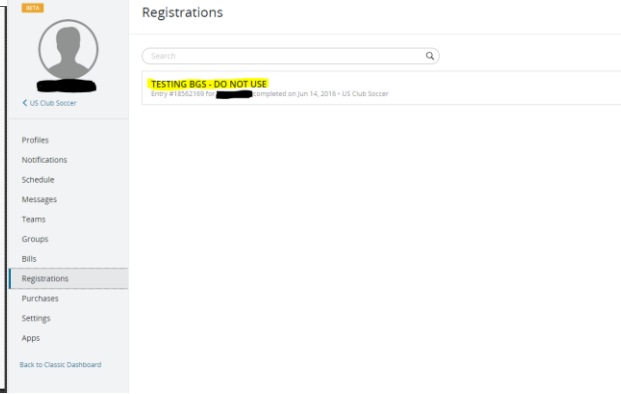 BETA
Registrations
Search
TESTING BGS - DO NOT USE
Entry #18562169 for completed on Jun 14, 2016 - US Club Soccer
< US Club Soccer
Profiles
Notifications
Schedule
Messages
Teams
Groups
Bills
Registrations
Purchases
Settings
Apps
Back to Classic Dashboard